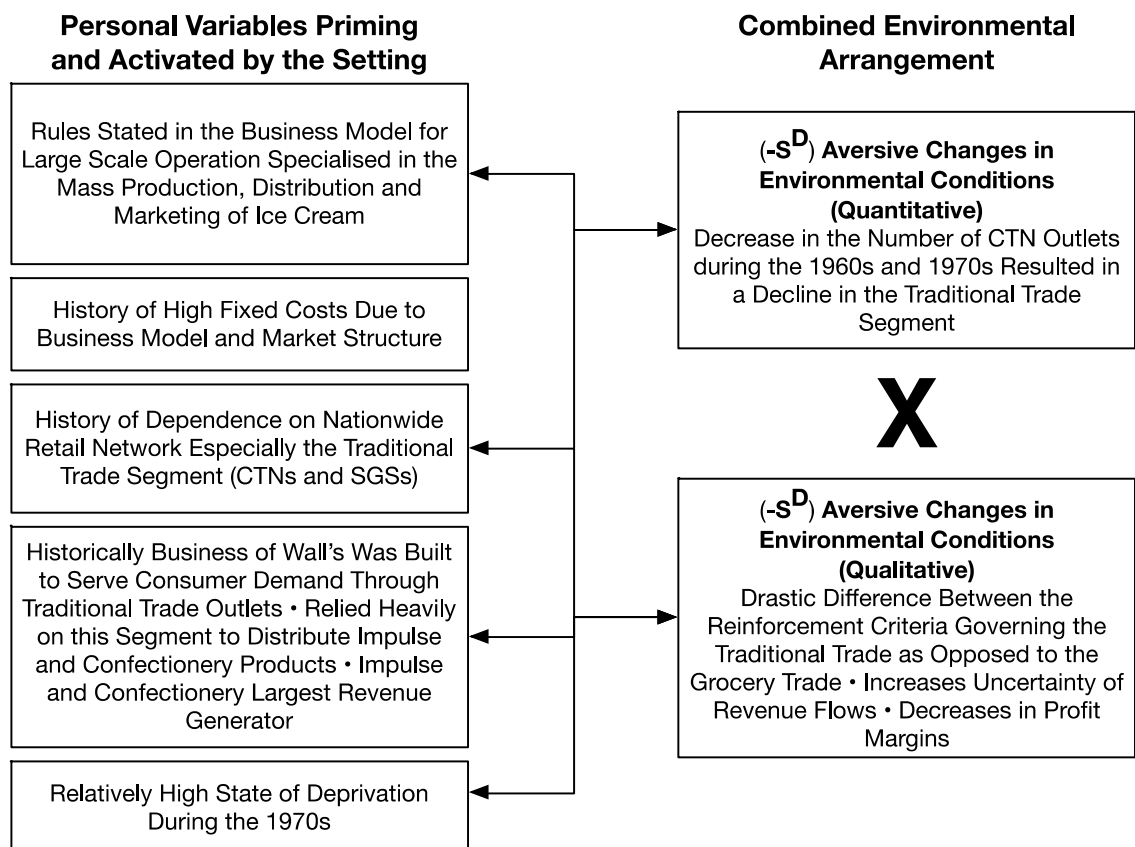 Personal Variables Priming
and Activated by the Setting
Rules Stated in the Business Model for
Large Scale Operation Specialised in the
Mass Production, Distribution and
Marketing of Ice Cream
History of High Fixed Costs Due to
Business Model and Market Structure
History of Dependence on Nationwide
Retail Network Especially the Traditional
Trade Segment (CTNs and SGSs)
Historically Business of Wall's Was Built
to Serve Consumer Demand Through
Traditional Trade Outlets • Relied Heavily
on this Segment to Distribute Impulse
and Confectionery Products • Impulse
and Confectionery Largest Revenue
Generator
Relatively High State of Deprivation
During the 1970s
Combined Environmental
Arrangement
(-S^D) Aversive Changes in
Environmental Conditions
(Quantitative)
Decrease in the Number of CTN Outlets
during the 1960s and 1970s Resulted in
a Decline in the Traditional Trade
Segment
X
(-S^D) Aversive Changes in
Environmental Conditions
(Qualitative)
Drastic Difference Between the
Reinforcement Criteria Governing the
Traditional Trade as Opposed to the
Grocery Trade • Increases Uncertainty of
Revenue Flows • Decreases in Profit
Margins